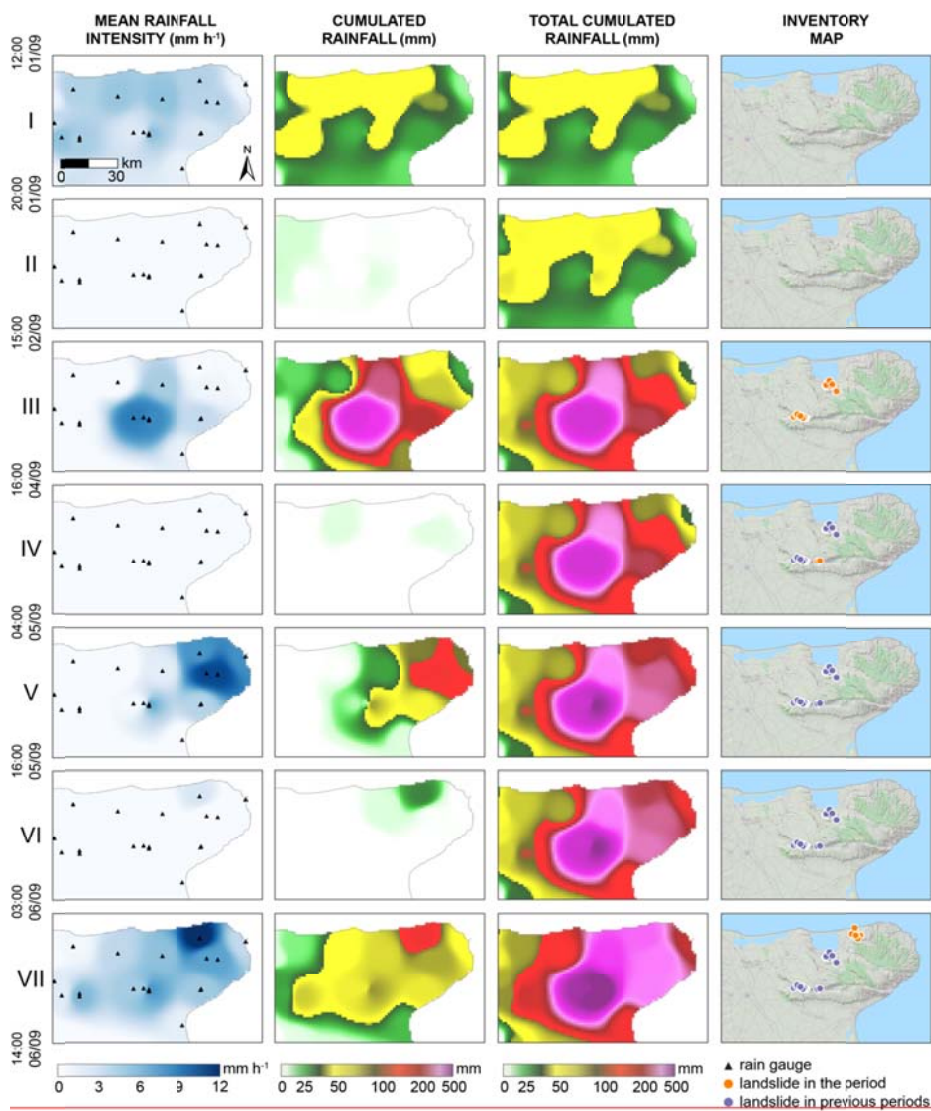 MEAN RAINFALL
INTENSITY (mm h⁻¹)
CUMULATED
RAINFALL (mm)
TOTAL CUMULATED
RAINFALL (mm)
INVENTORY
MAP
12:00
01/09
I
0 30 km
N
20:00
01/09
II
15:00
02/09
III
16:00
04/09
IV
04:00
05/09
V
16:00
05/09
VI
03:00
06/09
VII
14:00
06/09
0 3 6 9 12 mm h⁻¹
0 25 50 100 200 500 mm
0 25 50 100 200 500 mm
rain gauge
landslide in the period
landslide in previous periods